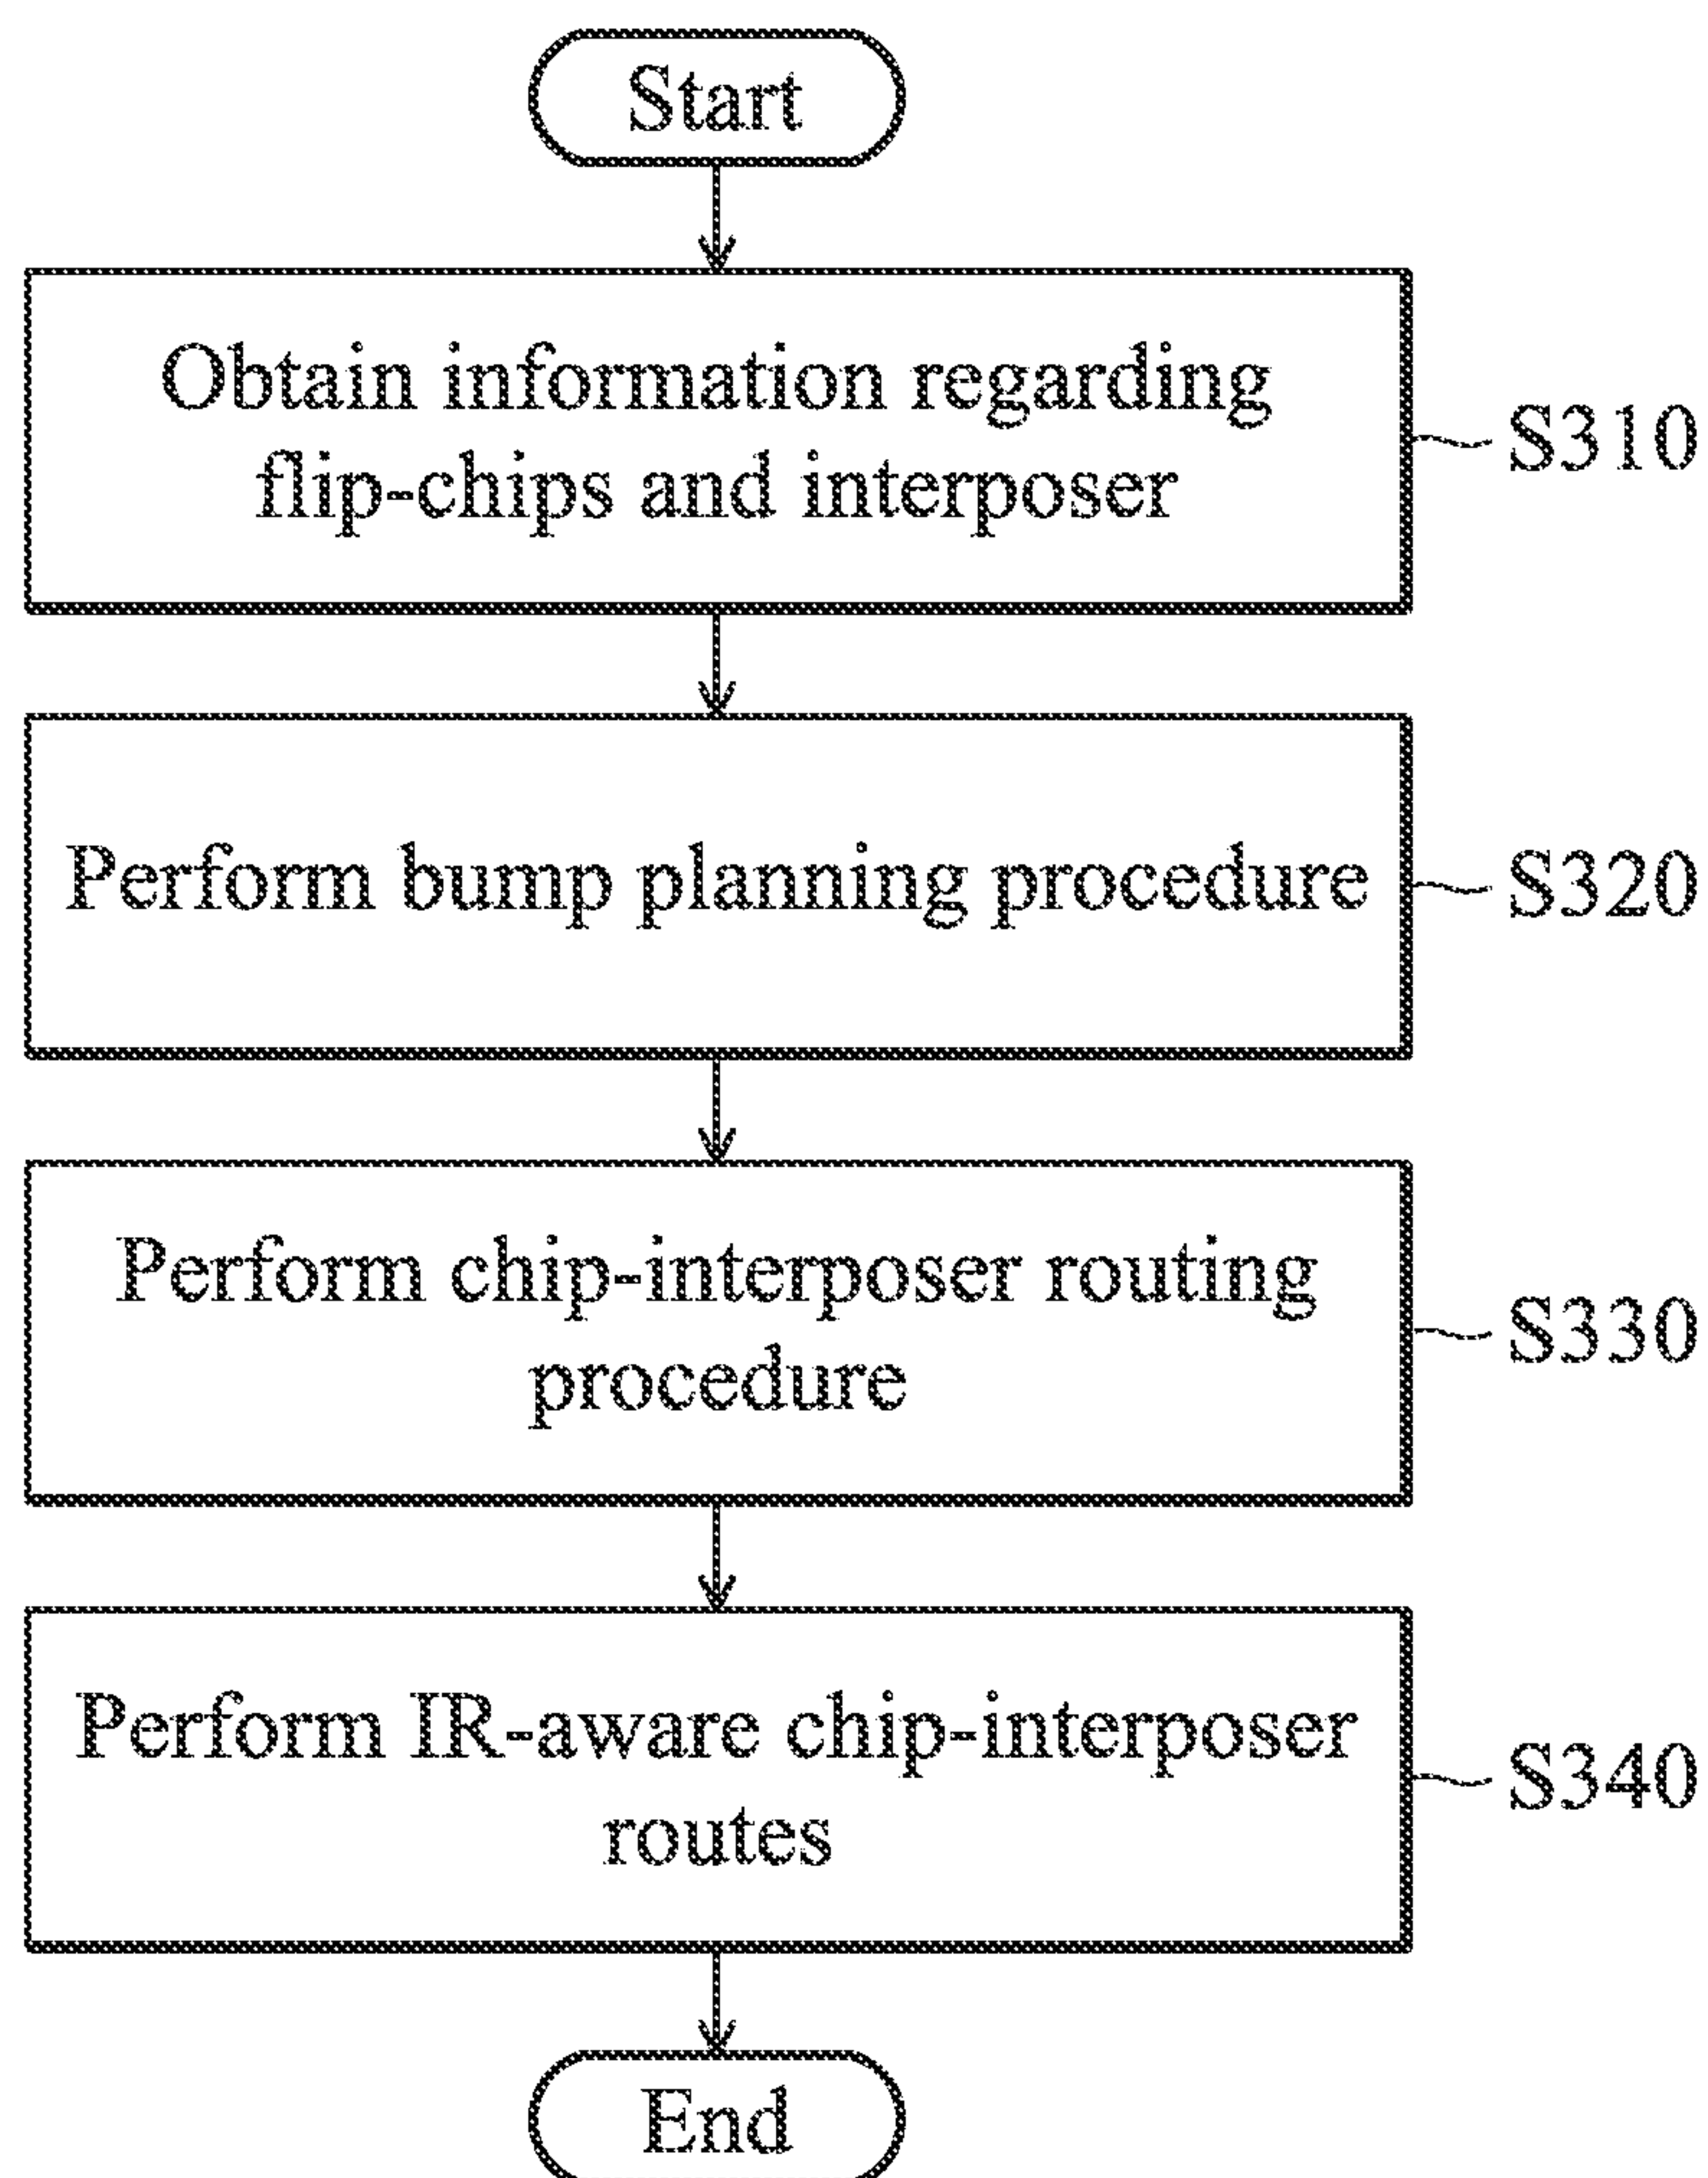 Start
Obtain information regarding
flip-chips and interposer
S310
Perform bump planning procedure
S320
Perform chip-interposer routing
procedure
S330
Perform IR-aware chip-interposer
routes
S340
End